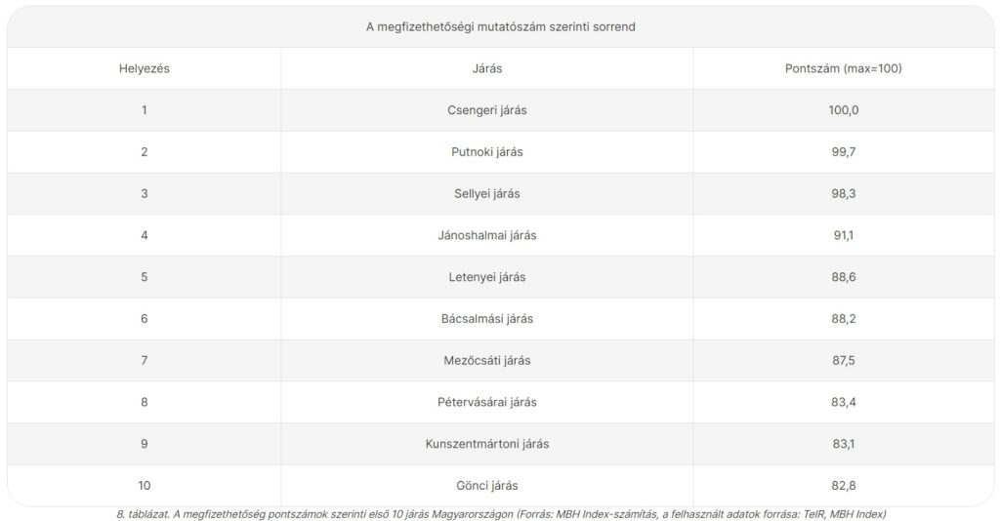 A megfizethetőségi mutatószám szerinti sorrend
Helyezés Járás Pontszám (max=100)
1 Csengeri járás 100,0
2 Putnoki járás 99,7
3 Sellyei járás 98,3
4 Jánoshalmai járás 91,1
5 Letenyei járás 88,6
6 Bácsalmási járás 88,2
7 Mezőcsáti járás 87,5
8 Pétervásárai járás 83,4
9 Kunszentmártoni járás 83,1
10 Gönci járás 82,8
8. táblázat. A megfizethetőség pontszámok szerinti első 10 járás Magyarországon (Forrás: MBH Index-számítás, a felhasznált adatok forrása: TeIR, MBH Index)